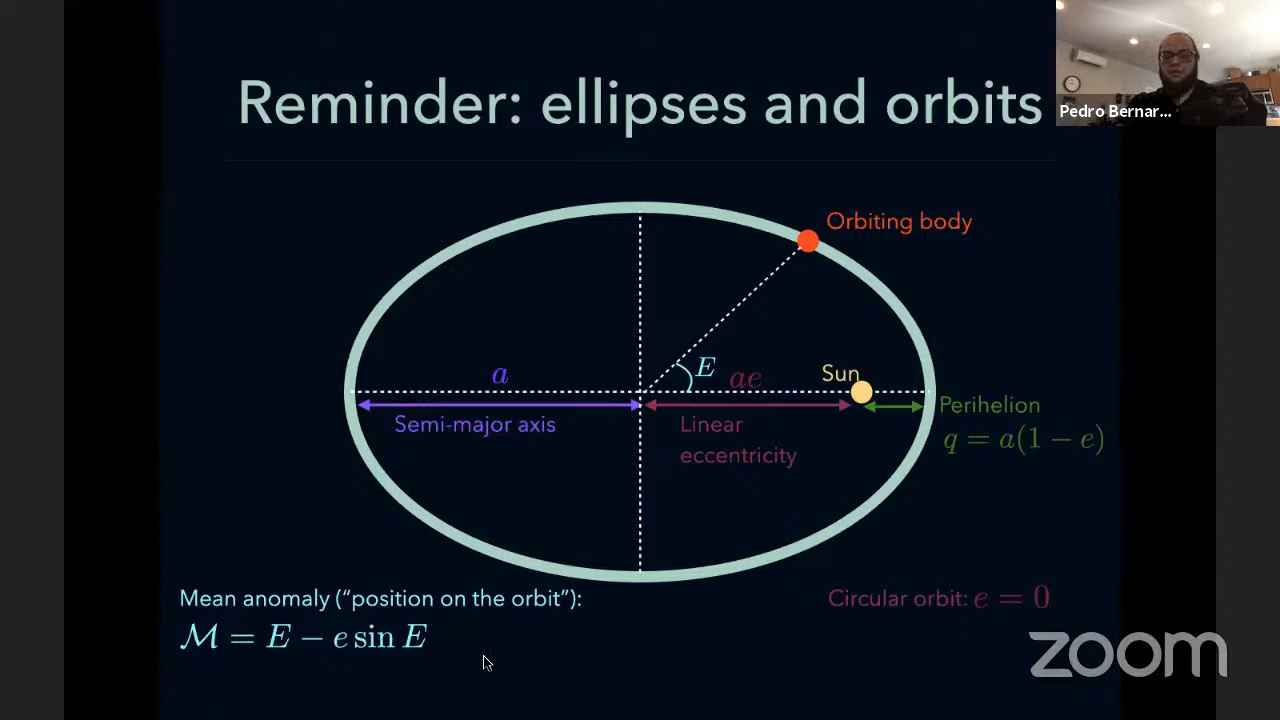 Reminder: ellipses and orbits
Pedro Bernar...
Orbiting body
E
a
ae
Sun
Semi-major axis
Linear
eccentricity
Perihelion
q = a(1 − e)
Mean anomaly (“position on the orbit”):
ℳ = E − e sin E
Circular orbit: e = 0
zoom